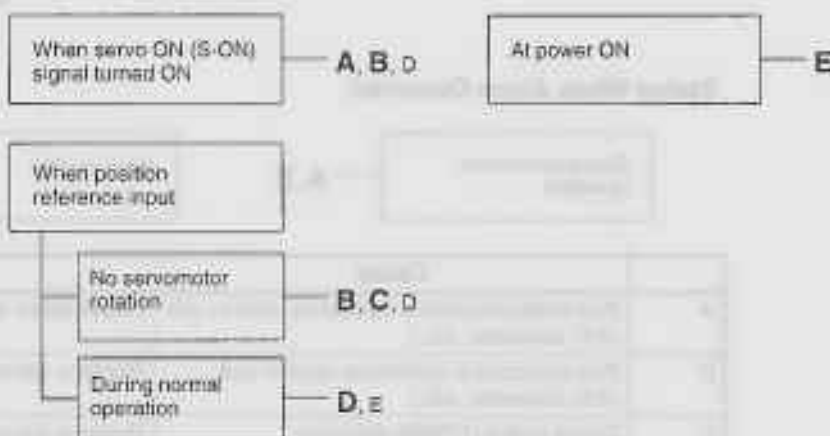 When servo ON (S-ON)
signal turned ON
A, B, D
At power ON
E
When position
reference input
No servomotor
rotation
B, C, D
During normal
operation
D, E